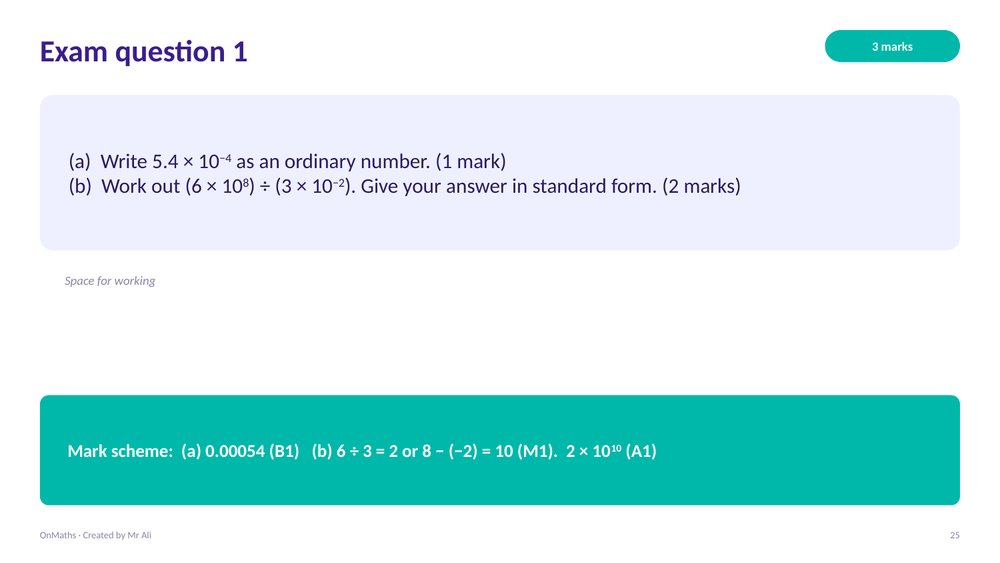 Exam question 1
3 marks
(a) Write 5.4 × 10⁻⁴ as an ordinary number. (1 mark)
(b) Work out (6 × 10⁸) ÷ (3 × 10⁻²). Give your answer in standard form. (2 marks)
Space for working
Mark scheme: (a) 0.00054 (B1) (b) 6 ÷ 3 = 2 or 8 − (−2) = 10 (M1). 2 × 10¹⁰ (A1)
OnMaths · Created by Mr Ali
25